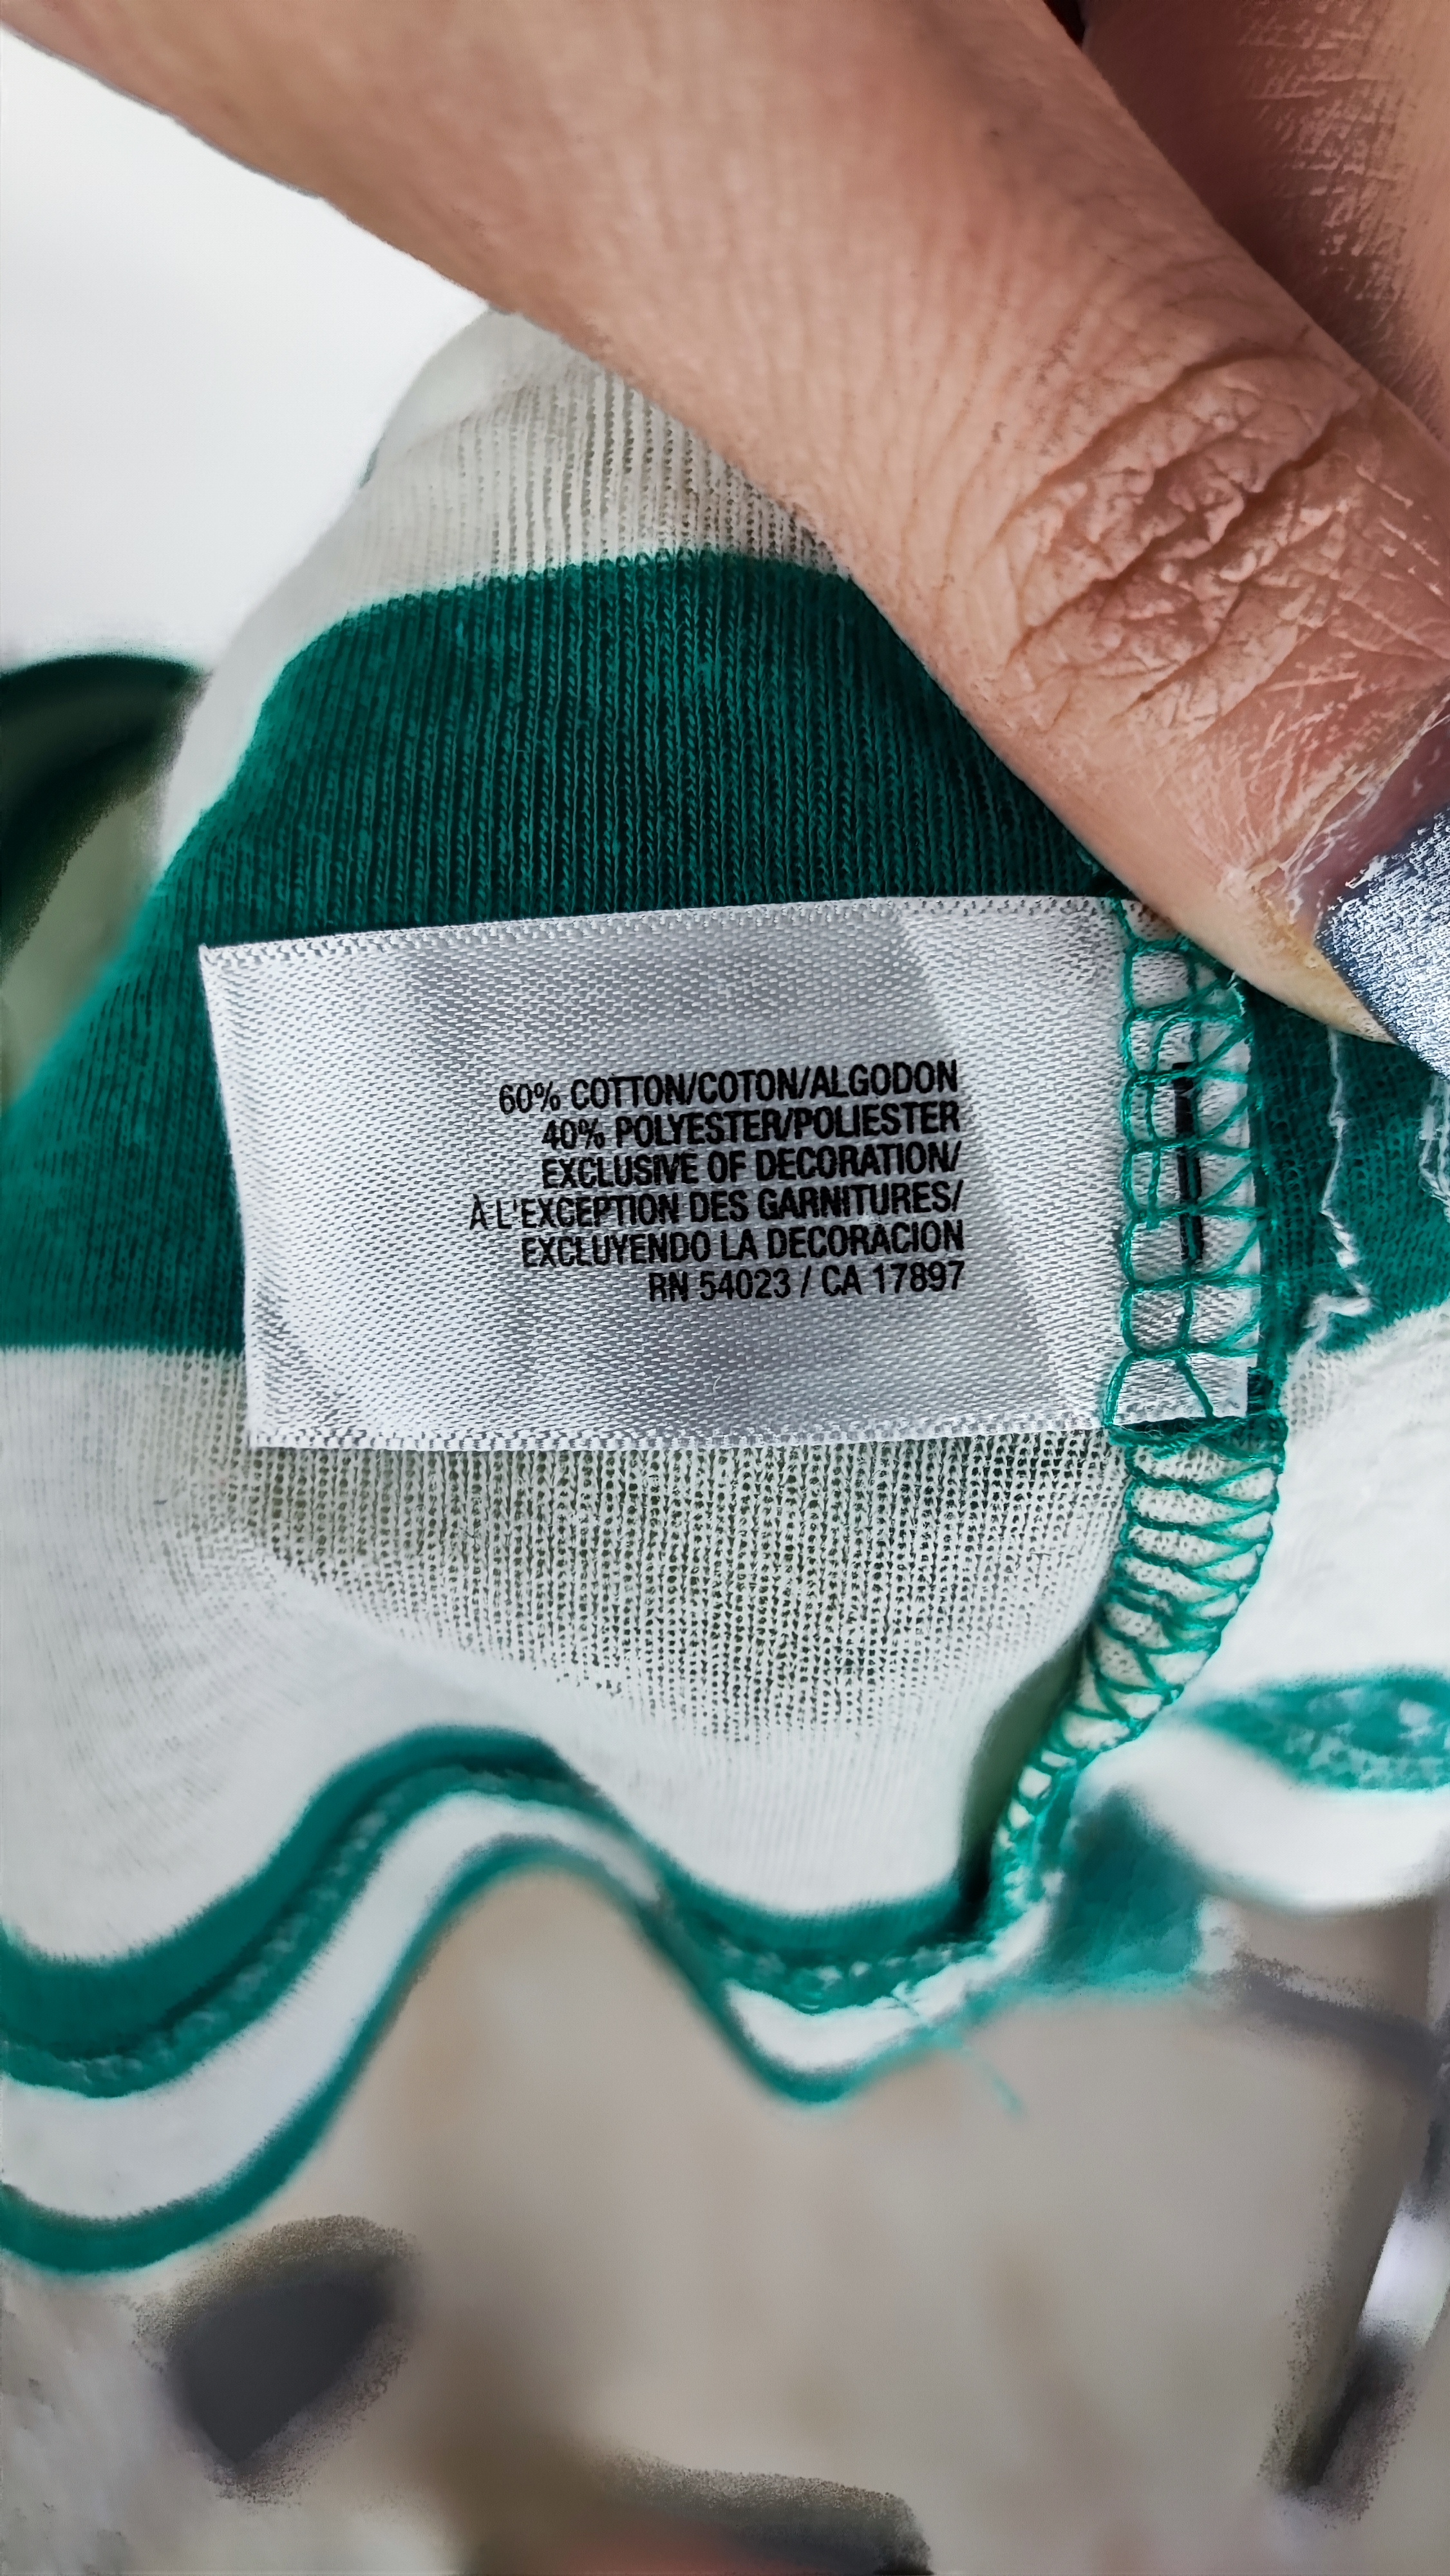 60% COTTON/COTON/ALGODON
40% POLYESTER/POLIESTER
EXCLUSIVE OF DECORATION/
À L'EXCEPTION DES GARNITURES/
EXCLUYENDO LA DECORACION
RN 54023 / CA 17897